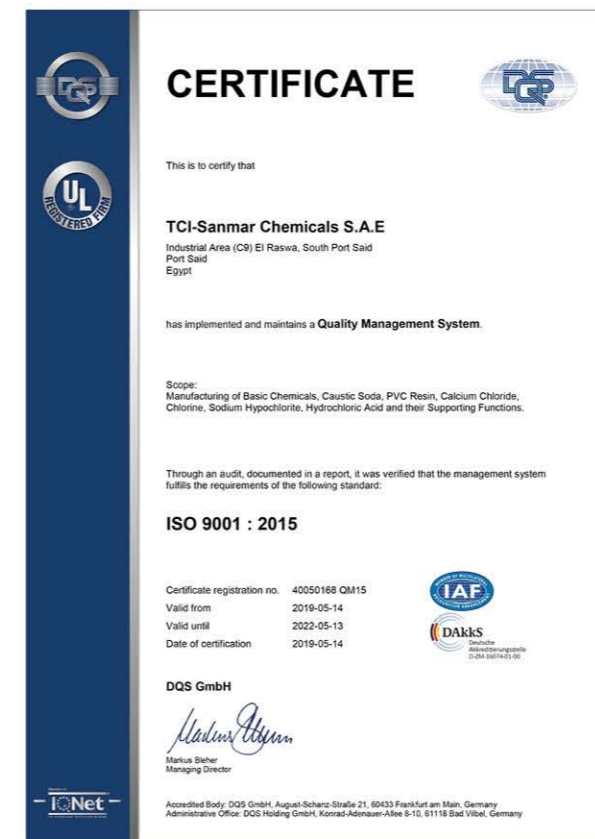 CERTIFICATE
DQS
DQS
UL
REGISTERED FIRM
This is to certify that
TCI-Sanmar Chemicals S.A.E
Industrial Area (C9) El Raswa, South Port Said
Port Said
Egypt
has implemented and maintains a Quality Management System.
Scope:
Manufacturing of Basic Chemicals, Caustic Soda, PVC Resin, Calcium Chloride,
Chlorine, Sodium Hypochlorite, Hydrochloric Acid and their Supporting Functions.
Through an audit, documented in a report, it was verified that the management system
fulfills the requirements of the following standard:
ISO 9001 : 2015
Certificate registration no. 40050168 QM15
Valid from 2019-05-14
Valid until 2022-05-13
Date of certification 2019-05-14
IAF
DAkkS
Deutsche
Akkreditierungsstelle
D-ZM-16074-01-00
DQS GmbH
Markus Bleher
Managing Director
IQNet
Accredited Body: DQS GmbH, August-Schanz-Straße 21, 60433 Frankfurt am Main, Germany
Administrative Office: DQS Holding GmbH, Konrad-Adenauer-Allee 8-10, 61118 Bad Vilbel, Germany